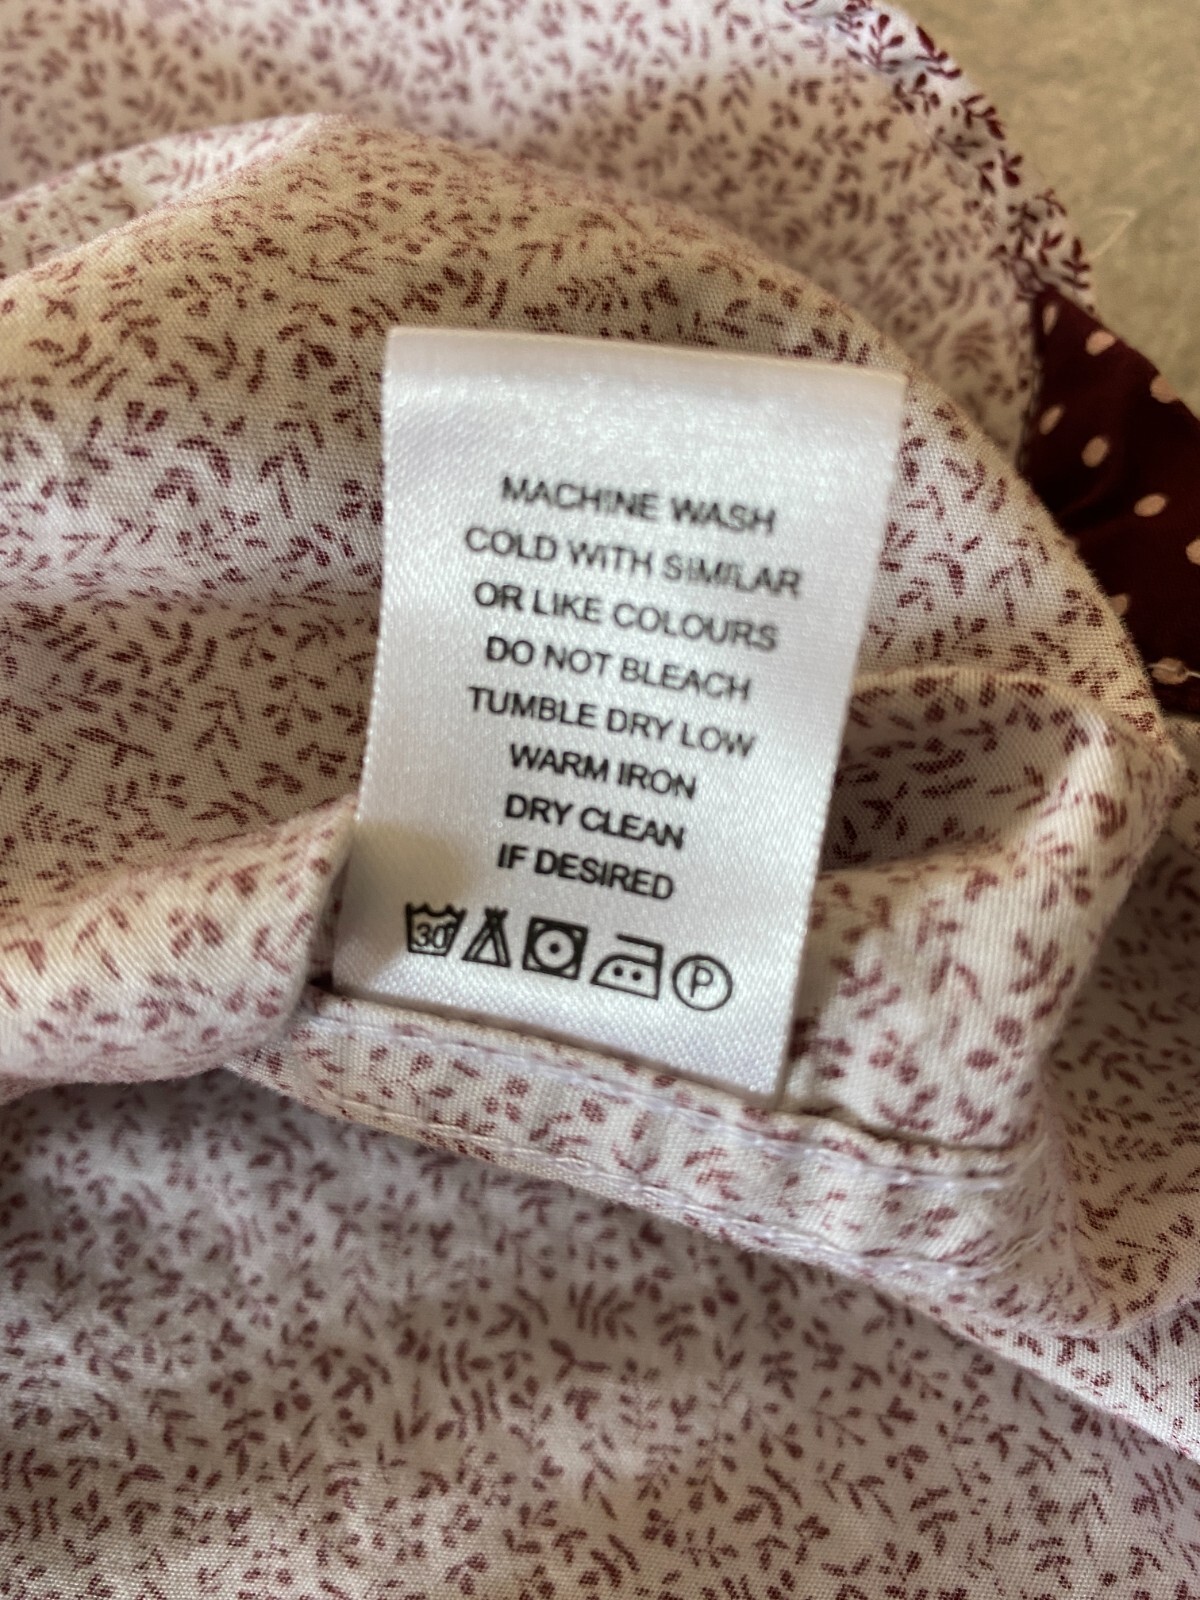 MACHINE WASH
COLD WITH SIMILAR
OR LIKE COLOURS
DO NOT BLEACH
TUMBLE DRY LOW
WARM IRON
DRY CLEAN
IF DESIRED
30 P